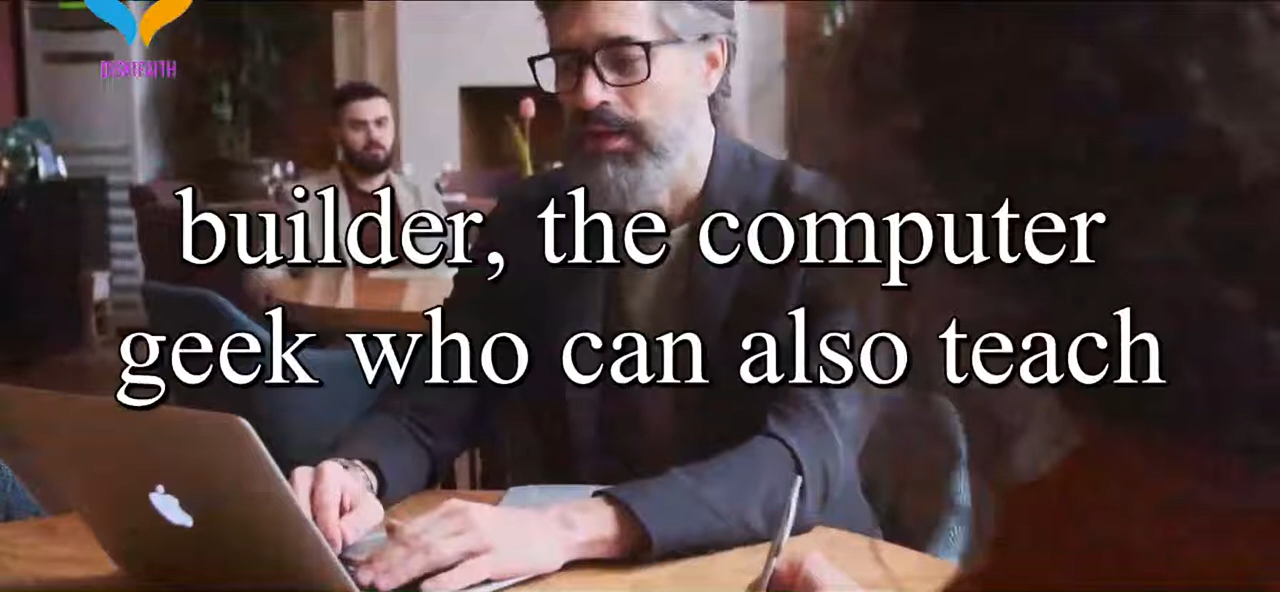 builder, the computer
geek who can also teach